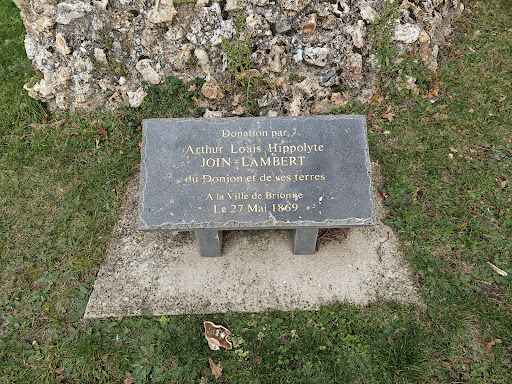 Donation par
Arthur Louis Hippolyte
JOIN - LAMBERT
du Donjon et de ses terres
A la Ville de Brionne
Le 27 Mai 1869